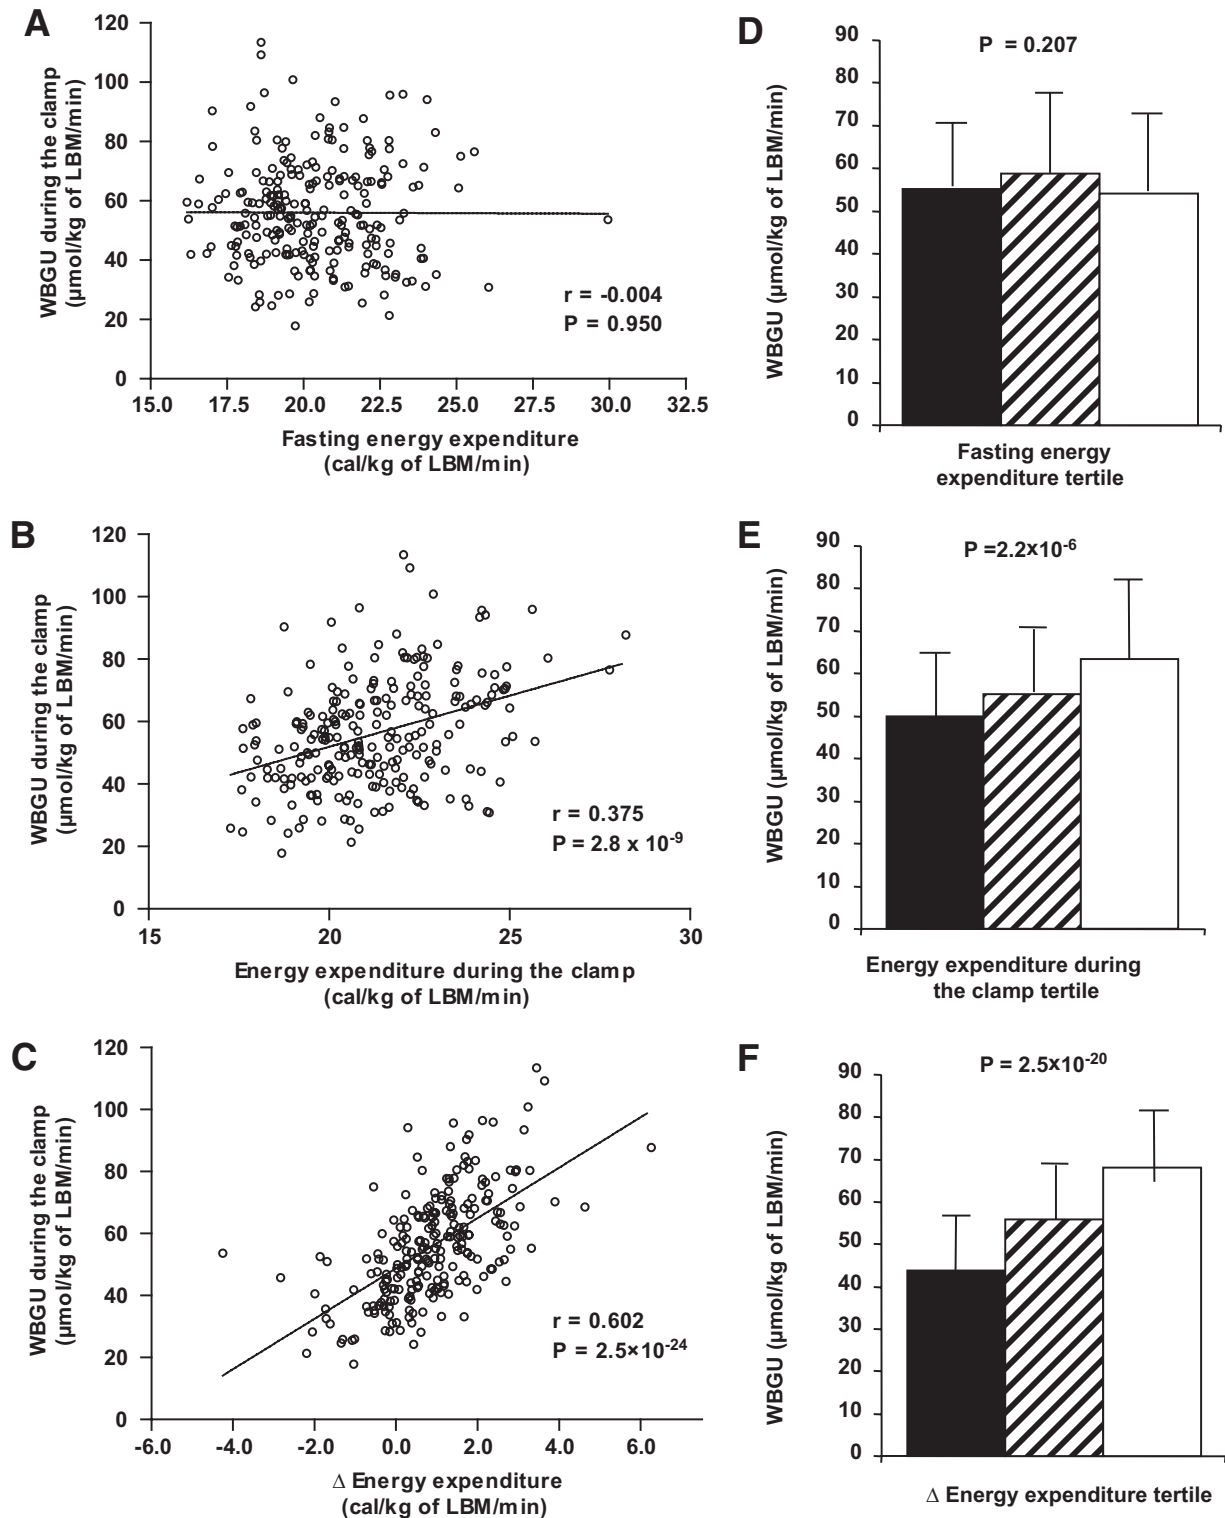 A
WBGU during the clamp
(μmol/kg of LBM/min)
120
100
80
60
40
20
0
r = -0.004
P = 0.950
15.0 17.5 20.0 22.5 25.0 27.5 30.0 32.5
Fasting energy expenditure
(cal/kg of LBM/min)
D
P = 0.207
WBGU (μmol/kg of LBM/min)
90
80
70
60
50
40
30
20
10
0
Fasting energy
expenditure tertile
B
WBGU during the clamp
(μmol/kg of LBM/min)
120
100
80
60
40
20
0
r = 0.375
P = 2.8 x 10⁻⁹
15 20 25 30
Energy expenditure during the clamp
(cal/kg of LBM/min)
E
P =2.2x10⁻⁶
WBGU (μmol/kg of LBM/min)
90
80
70
60
50
40
30
20
10
0
Energy expenditure during
the clamp tertile
C
WBGU during the clamp
(μmol/kg of LBM/min)
120
100
80
60
40
20
0
r = 0.602
P = 2.5×10⁻²⁴
-6.0 -4.0 -2.0 0.0 2.0 4.0 6.0
Δ Energy expenditure
(cal/kg of LBM/min)
F
P = 2.5x10⁻²⁰
WBGU (μmol/kg of LBM/min)
90
80
70
60
50
40
30
20
10
0
Δ Energy expenditure tertile